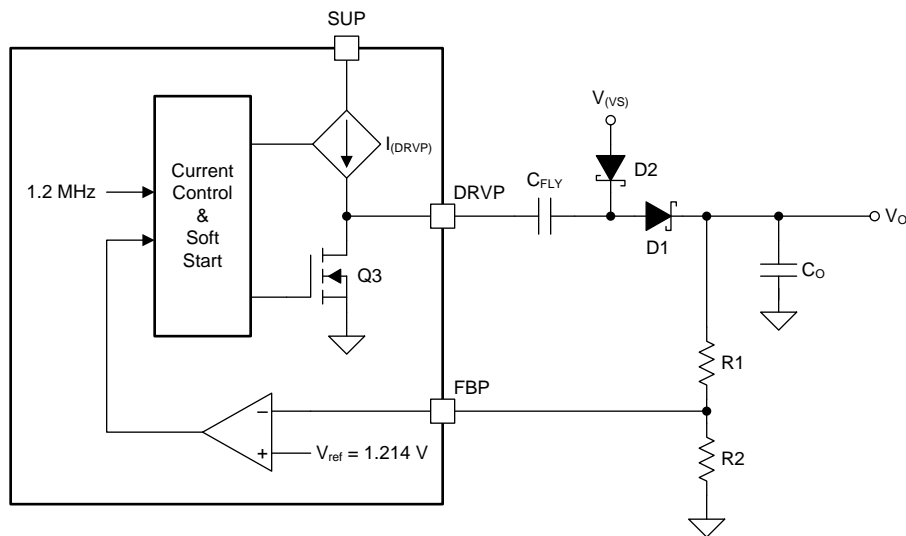 SUP
V(VS)
I(DRVP)
Current
Control
&
Soft
Start
D2
CFLY
1.2 MHz
DRVP
VO
D1
Q3
CO
R1
FBP
−
Vref = 1.214 V
+
R2